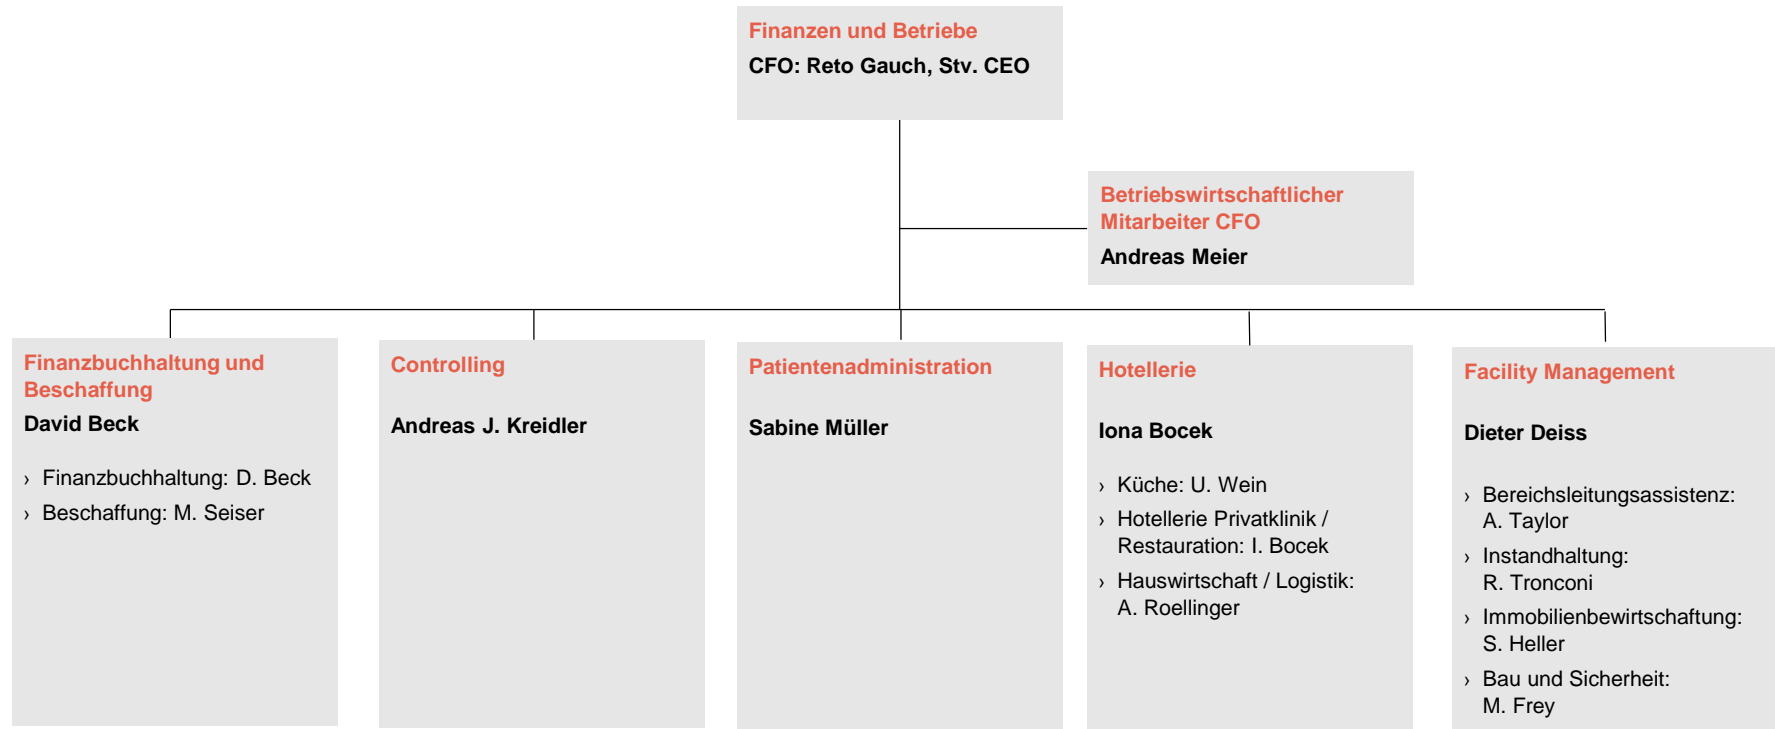 Finanzen und Betriebe
CFO: Reto Gauch, Stv. CEO
Betriebswirtschaftlicher
Mitarbeiter CFO
Andreas Meier
Finanzbuchhaltung und
Beschaffung
David Beck
› Finanzbuchhaltung: D. Beck
› Beschaffung: M. Seiser
Controlling
Andreas J. Kreidler
Patientenadministration
Sabine Müller
Hotellerie
Iona Bocek
› Küche: U. Wein
› Hotellerie Privatklinik /
Restauration: I. Bocek
› Hauswirtschaft / Logistik:
A. Roellinger
Facility Management
Dieter Deiss
› Bereichsleitungsassistenz:
A. Taylor
› Instandhaltung:
R. Tronconi
› Immobilienbewirtschaftung:
S. Heller
› Bau und Sicherheit:
M. Frey